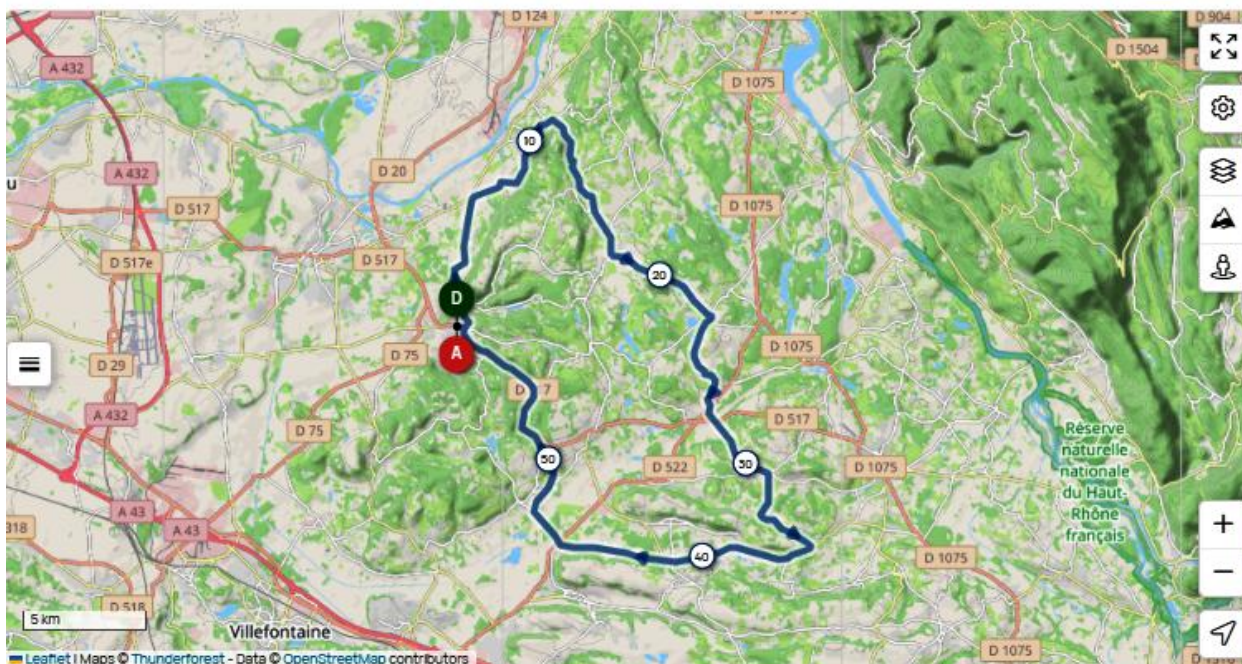 D 124
D 1075
D 904
A 432
D 1504
D 1075
10
D 20
A 432
u
D 517
D 1075
D 517
D 517e
20
D
D 75
D 1075
A
D 29
D 7
A 432
D 75
D 517
Réserve
naturelle
nationale
du Haut-
Rhône
français
50
D 522
30
D 1075
A 43
318
A 43
40
D 1075
+
−
5 km
D 518
Villefontaine
D 1075
Leaflet | Maps © Thunderforest - Data © OpenStreetMap contributors